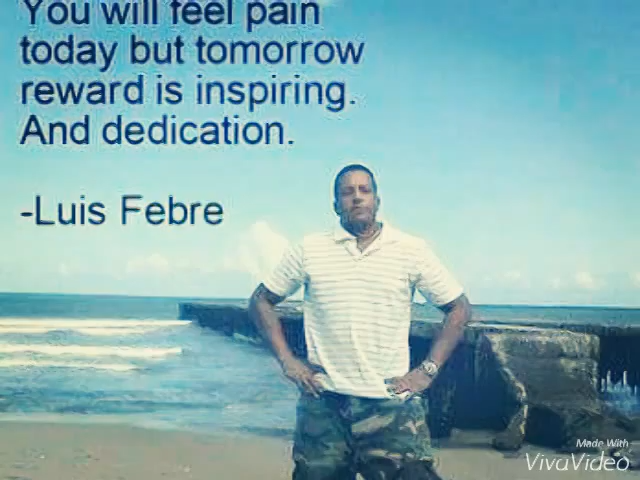 You will feel pain
today but tomorrow
reward is inspiring.
And dedication.
-Luis Febre
Made With
VivaVideo